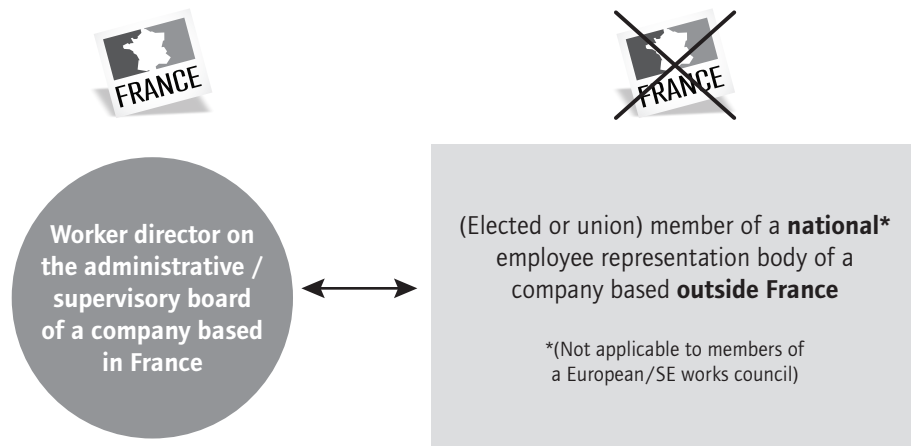 FRANCE
FRANCE
Worker director on
the administrative /
supervisory board
of a company based
in France
(Elected or union) member of a national*
employee representation body of a
company based outside France
*(Not applicable to members of
a European/SE works council)